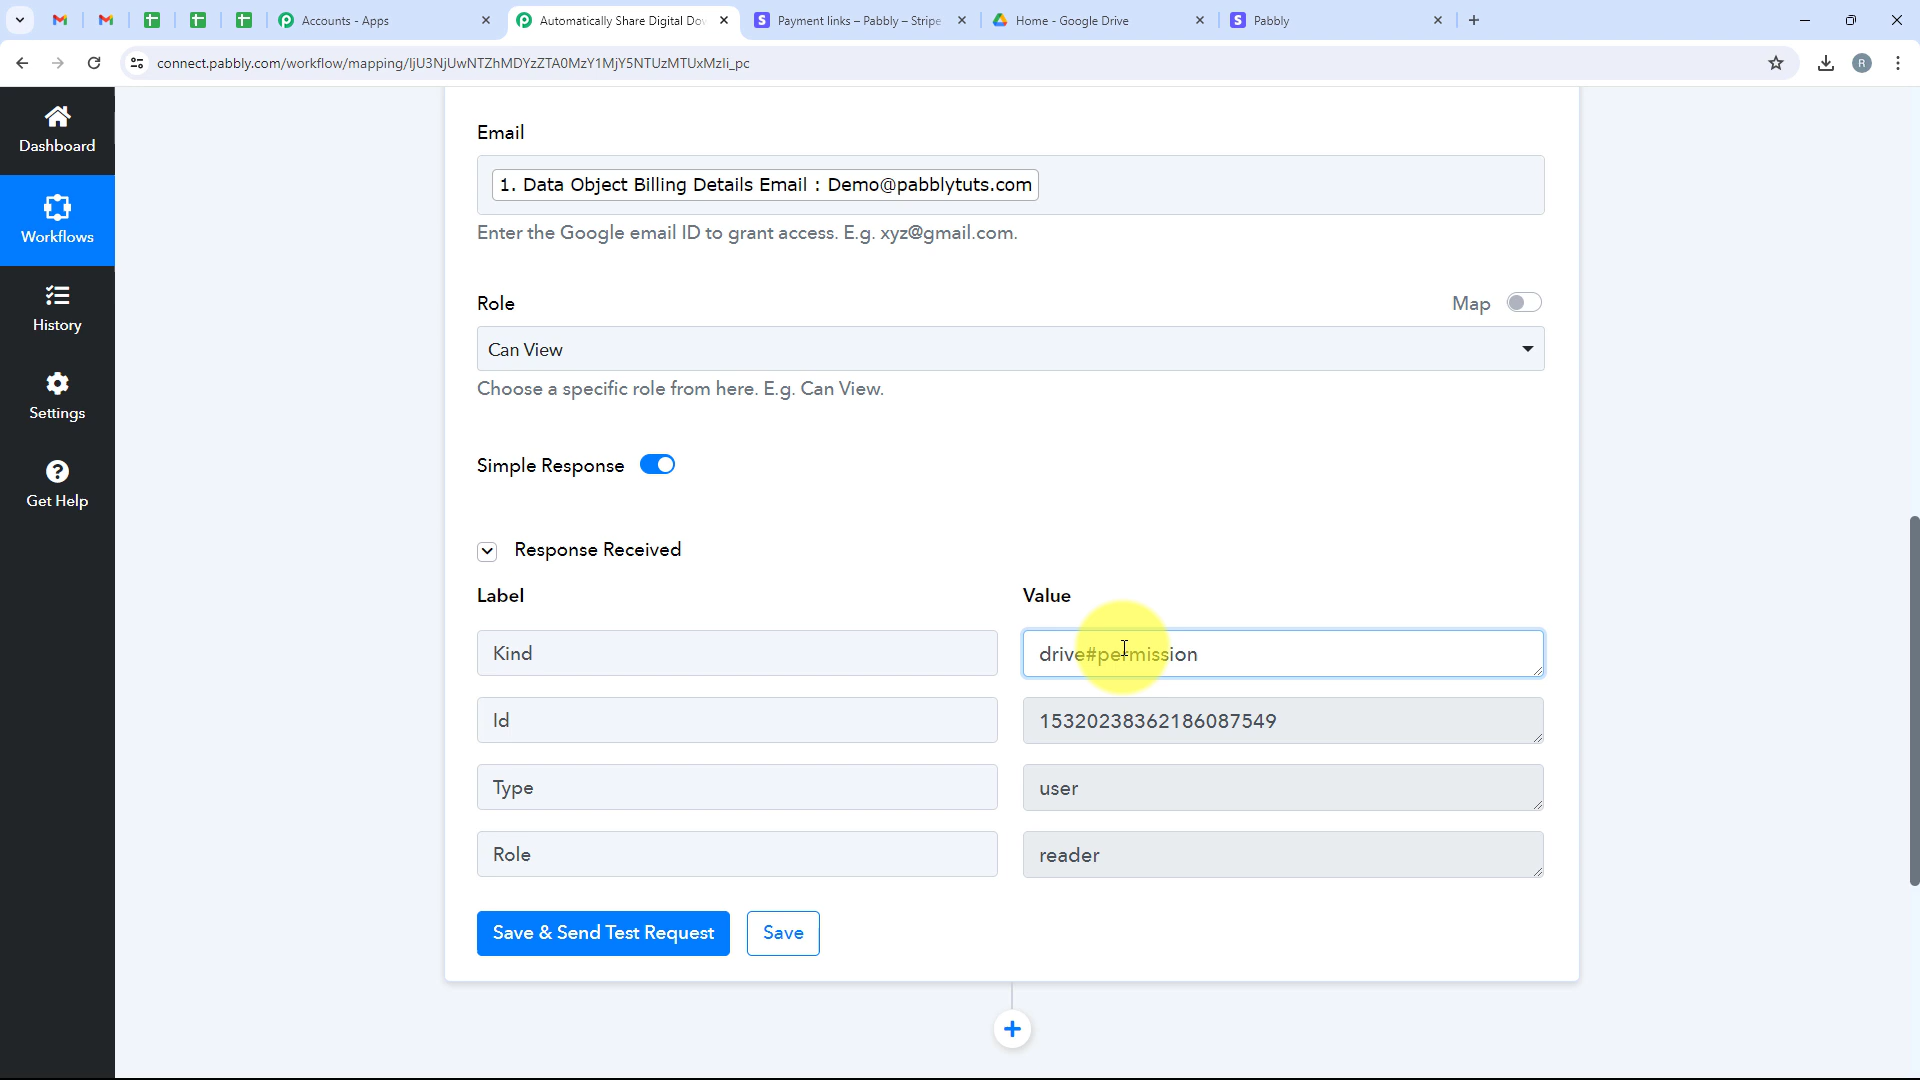 Accounts - Apps
Automatically Share Digital Do
Payment links – Pabbly – Stripe
Home - Google Drive
Pabbly
connect.pabbly.com/workflow/mapping/IjU3NjUwNTZhMDYzZTA0MzY1MjY5NTUzMTUxMzIi_pc
R
Dashboard
Workflows
History
Settings
Get Help
Email
1. Data Object Billing Details Email : Demo@pabblytuts.com
Enter the Google email ID to grant access. E.g. xyz@gmail.com.
Role
Map
Can View
Choose a specific role from here. E.g. Can View.
Simple Response
Response Received
Label
Value
Kind
drive#permission
Id
15320238362186087549
Type
user
Role
reader
Save & Send Test Request
Save